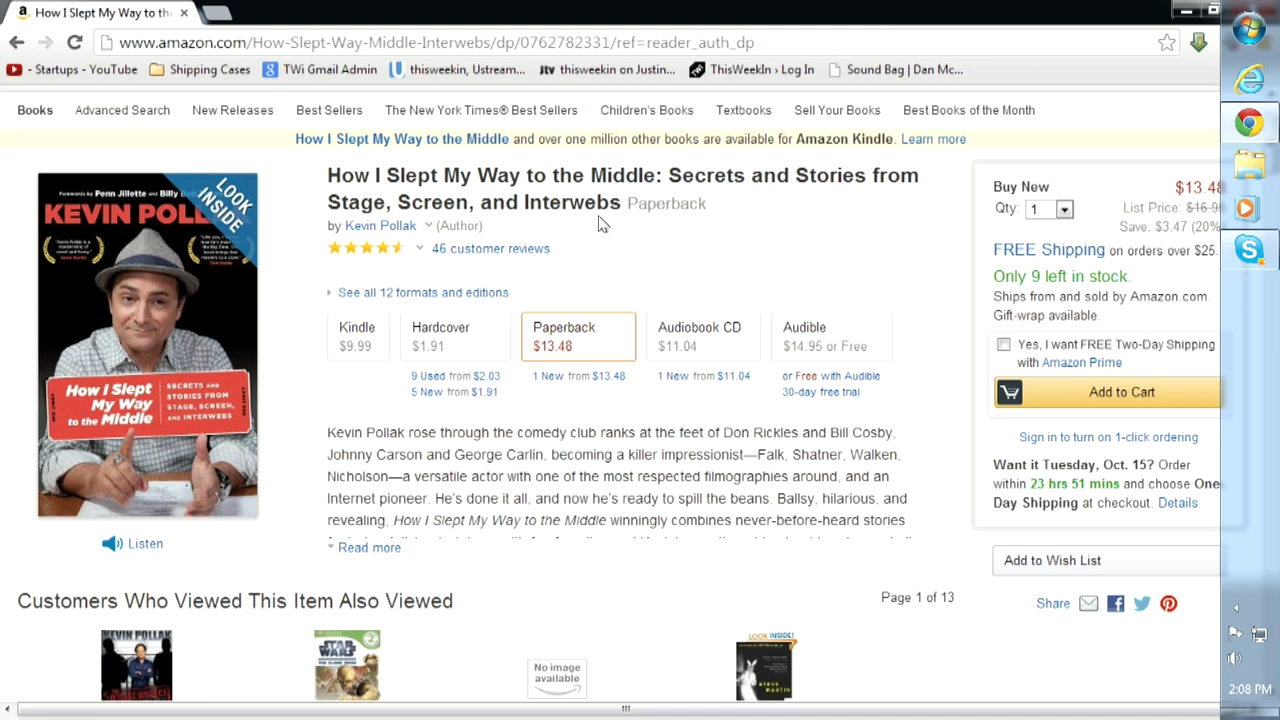 How I Slept My Way to th
www.amazon.com/How-Slept-Way-Middle-Interwebs/dp/0762782331/ref=reader_auth_dp
- Startups - YouTube
Shipping Cases
TWi Gmail Admin
thisweekin, Ustream...
jtv thisweekin on Justin...
ThisWeekIn › Log In
Sound Bag | Dan Mc...
Books
Advanced Search
New Releases
Best Sellers
The New York Times® Best Sellers
Children's Books
Textbooks
Sell Your Books
Best Books of the Month
How I Slept My Way to the Middle and over one million other books are available for Amazon Kindle. Learn more
Forewords by Penn Jillette and Billy
LOOK INSIDE
KEVIN POL
How I Slept
My Way
to the Middle
SECRETS AND
STORIES FROM
STAGE, SCREEN,
AND INTERWEBS
Listen
How I Slept My Way to the Middle: Secrets and Stories from
Stage, Screen, and Interwebs Paperback
by Kevin Pollak (Author)
46 customer reviews
See all 12 formats and editions
Kindle
$9.99
Hardcover
$1.91
9 Used from $2.03
5 New from $1.91
Paperback
$13.48
1 New from $13.48
Audiobook CD
$11.04
1 New from $11.04
Audible
$14.95 or Free
or Free with Audible
30-day free trial
Kevin Pollak rose through the comedy club ranks at the feet of Don Rickles and Bill Cosby,
Johnny Carson and George Carlin, becoming a killer impressionist—Falk, Shatner, Walken,
Nicholson—a versatile actor with one of the most respected filmographies around, and an
Internet pioneer. He's done it all, and now he's ready to spill the beans. Ballsy, hilarious, and
revealing, How I Slept My Way to the Middle winningly combines never-before-heard stories
Read more
Buy New
$13.48
Qty: 1
List Price: $16.9
Save: $3.47 (20%
FREE Shipping on orders over $25.
Only 9 left in stock.
Ships from and sold by Amazon.com.
Gift-wrap available.
Yes, I want FREE Two-Day Shipping
with Amazon Prime
Add to Cart
Sign in to turn on 1-click ordering
Want it Tuesday, Oct. 15? Order
within 23 hrs 51 mins and choose One-
Day Shipping at checkout. Details
Add to Wish List
Share
Customers Who Viewed This Item Also Viewed
Page 1 of 13
KEVIN POLLAK
STAR WARS
THE CLONE WARS
No image
available
LOOK INSIDE!
STEVE MARTIN
2:08 PM